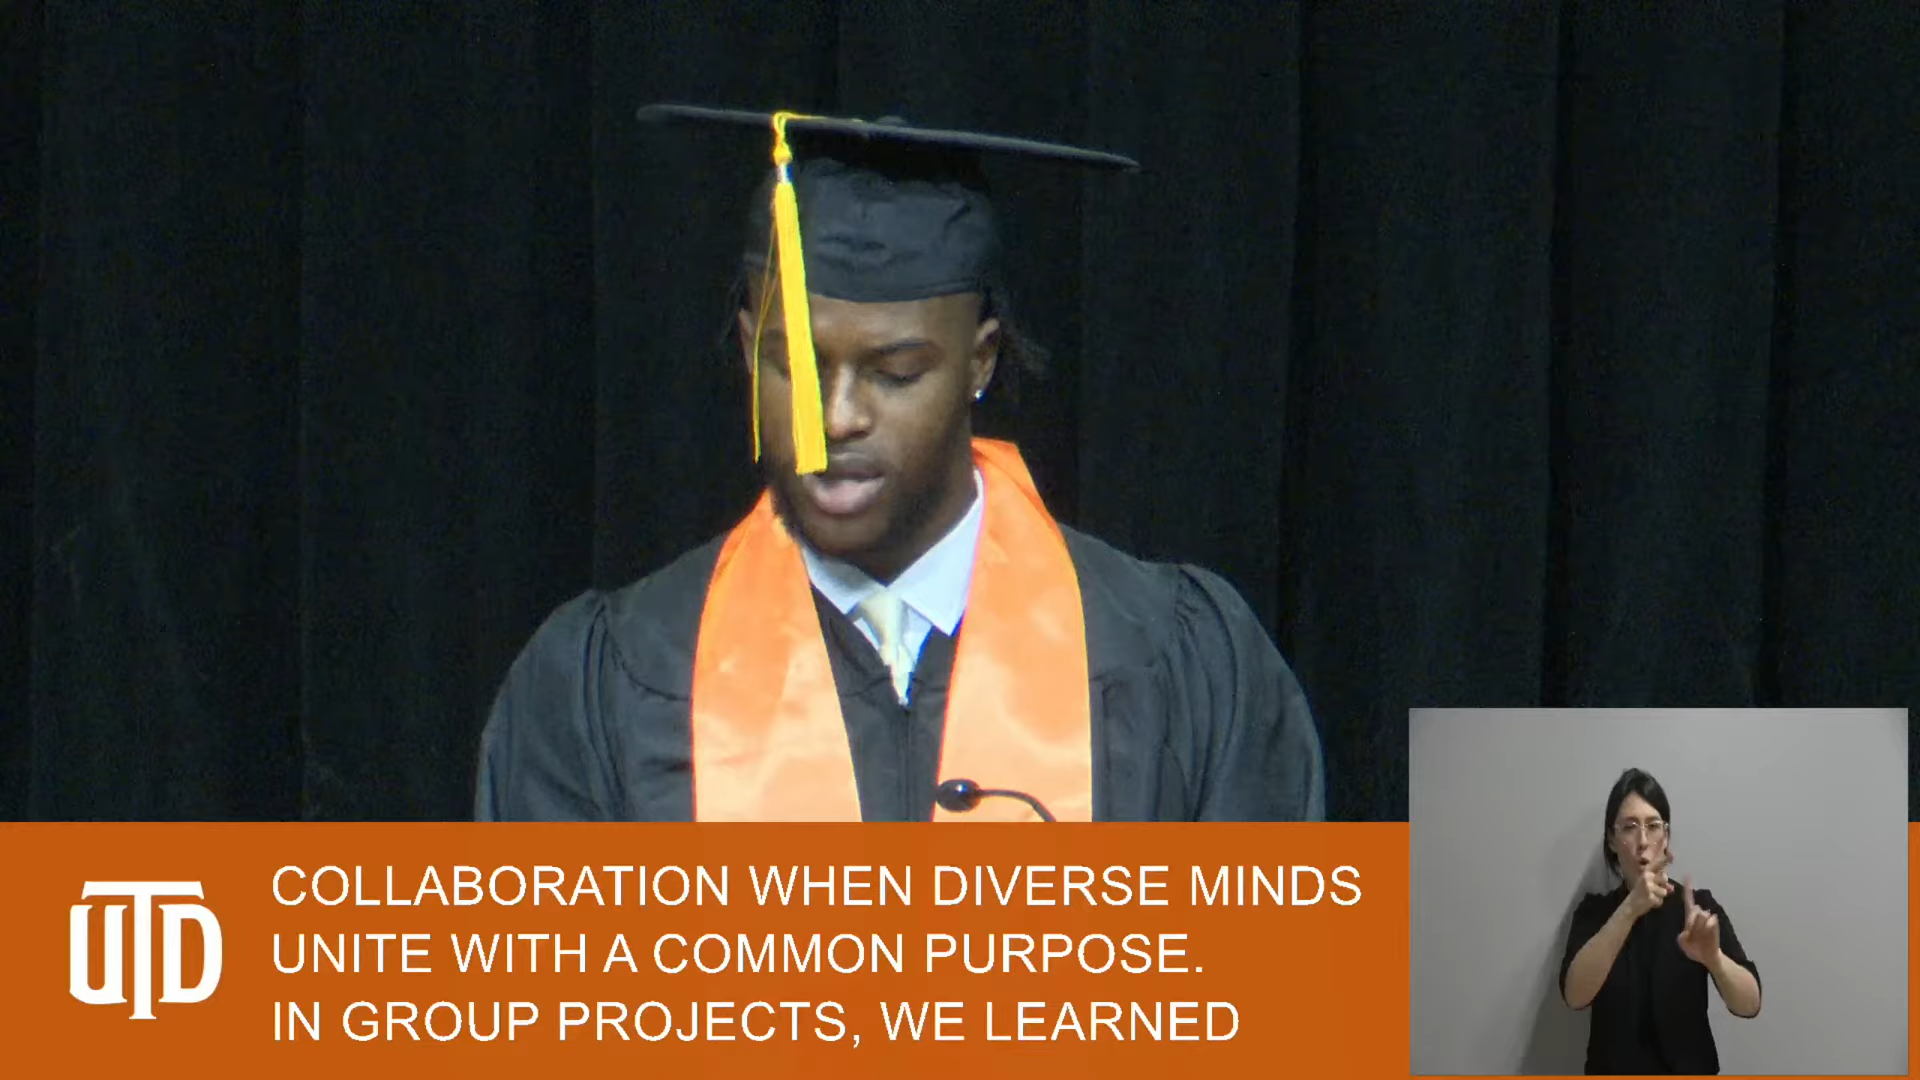 UTD
COLLABORATION WHEN DIVERSE MINDS
UNITE WITH A COMMON PURPOSE.
IN GROUP PROJECTS, WE LEARNED